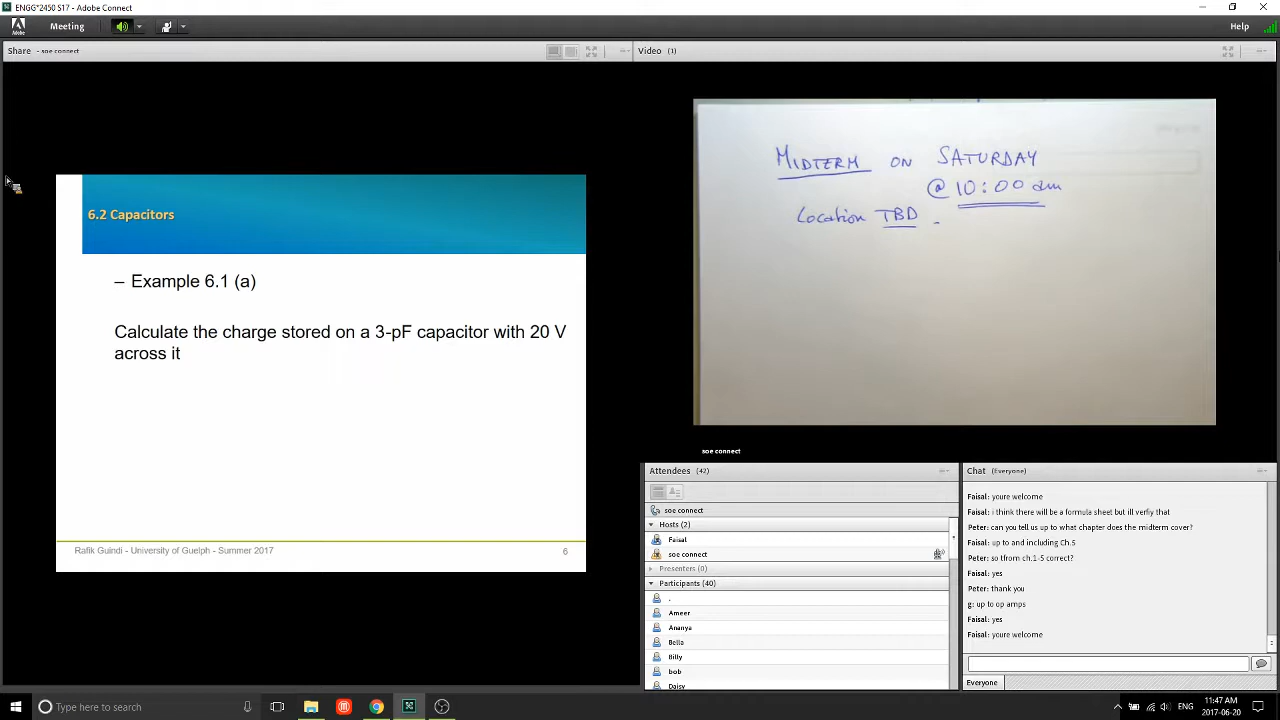 ENGG*2450 S17 - Adobe Connect
Meeting
Help
Share - soe connect
Video (1)
6.2 Capacitors
– Example 6.1 (a)
Calculate the charge stored on a 3-pF capacitor with 20 V
across it
Rafik Guindi - University of Guelph - Summer 2017
6
MIDTERM ON SATURDAY
@ 10:00 am
Location TBD.
soe connect
Attendees (42)
soe connect
Hosts (2)
Faisal
soe connect
Presenters (0)
Participants (40)
.
Ameer
Ananya
Bella
Billy
bob
Daisy
Chat (Everyone)
Faisal: youre welcome
Faisal: i think there will be a formula sheet but ill verfiy that
Peter: can you tell us up to what chapter does the midterm cover?
Faisal: up to and including Ch.5
Peter: so tfrom ch.1-5 correct?
Faisal: yes
Peter: thank you
g: up to op amps
Faisal: yes
Faisal: youre welcome
Everyone
Type here to search
ENG
11:47 AM
2017-06-20